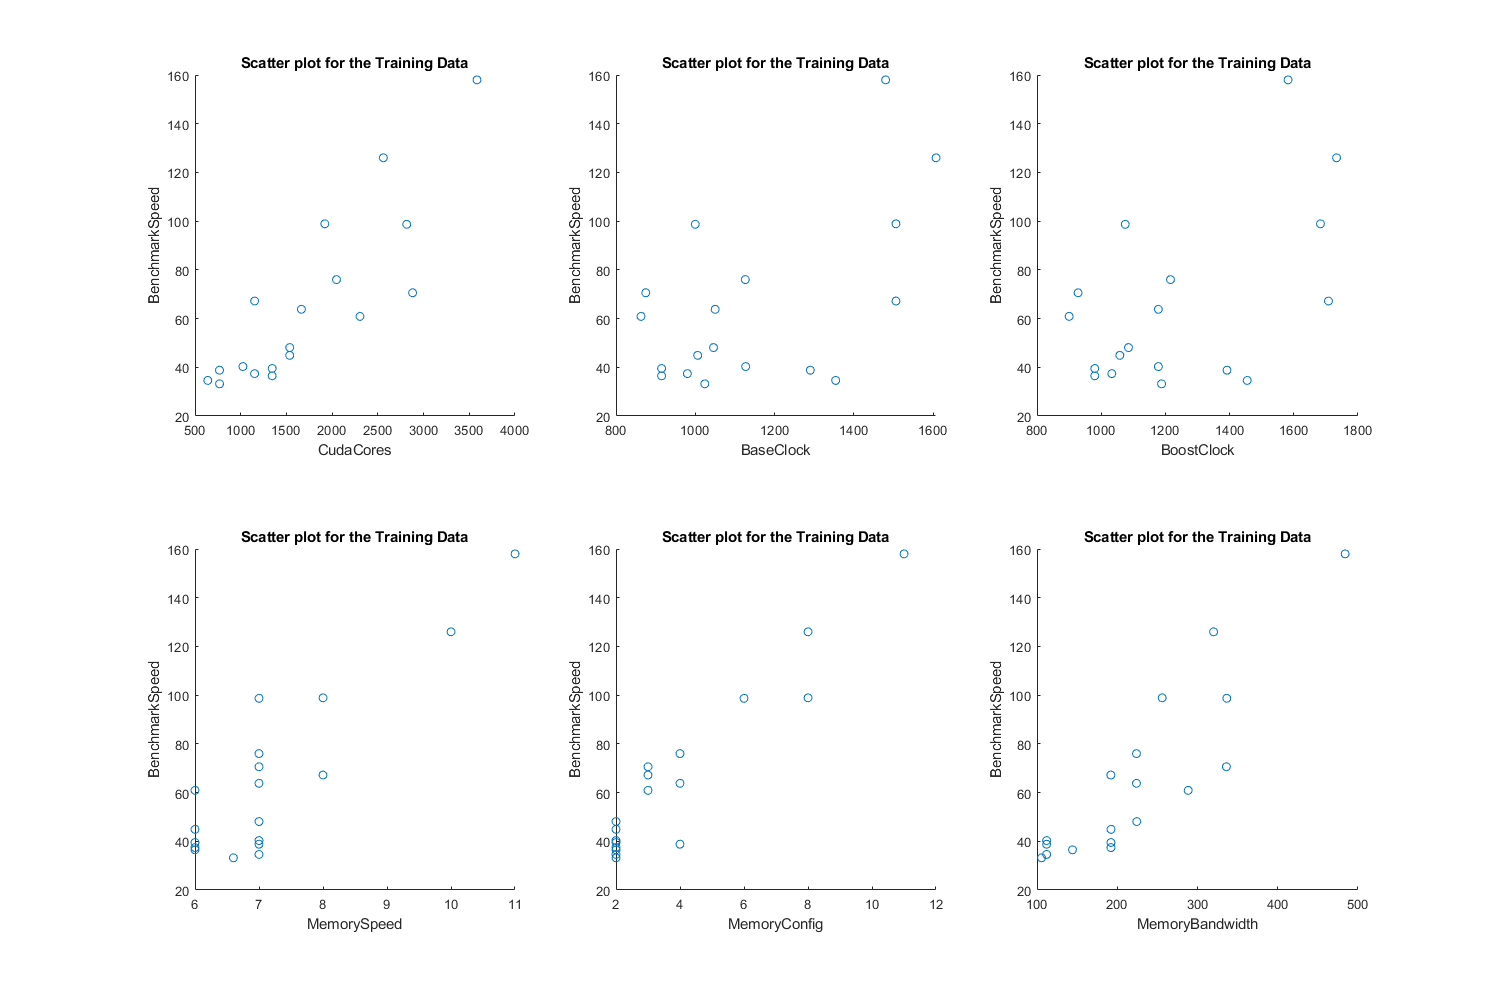 Scatter plot for the Training Data
160
140
120
100
80
60
40
20
BenchmarkSpeed
500 1000 1500 2000 2500 3000 3500 4000
CudaCores
Scatter plot for the Training Data
160
140
120
100
80
60
40
20
BenchmarkSpeed
800 1000 1200 1400 1600
BaseClock
Scatter plot for the Training Data
160
140
120
100
80
60
40
20
BenchmarkSpeed
800 1000 1200 1400 1600 1800
BoostClock
Scatter plot for the Training Data
160
140
120
100
80
60
40
20
BenchmarkSpeed
6 7 8 9 10 11
MemorySpeed
Scatter plot for the Training Data
160
140
120
100
80
60
40
20
BenchmarkSpeed
2 4 6 8 10 12
MemoryConfig
Scatter plot for the Training Data
160
140
120
100
80
60
40
20
BenchmarkSpeed
100 200 300 400 500
MemoryBandwidth